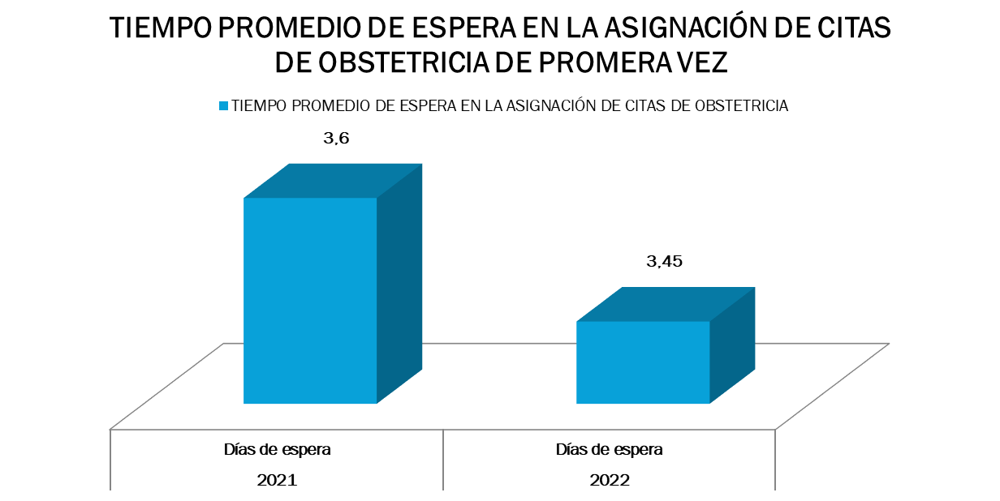 TIEMPO PROMEDIO DE ESPERA EN LA ASIGNACIÓN DE CITAS
DE OBSTETRICIA DE PROMERA VEZ
TIEMPO PROMEDIO DE ESPERA EN LA ASIGNACIÓN DE CITAS DE OBSTETRICIA
3,6
3,45
Días de espera
Días de espera
2021
2022